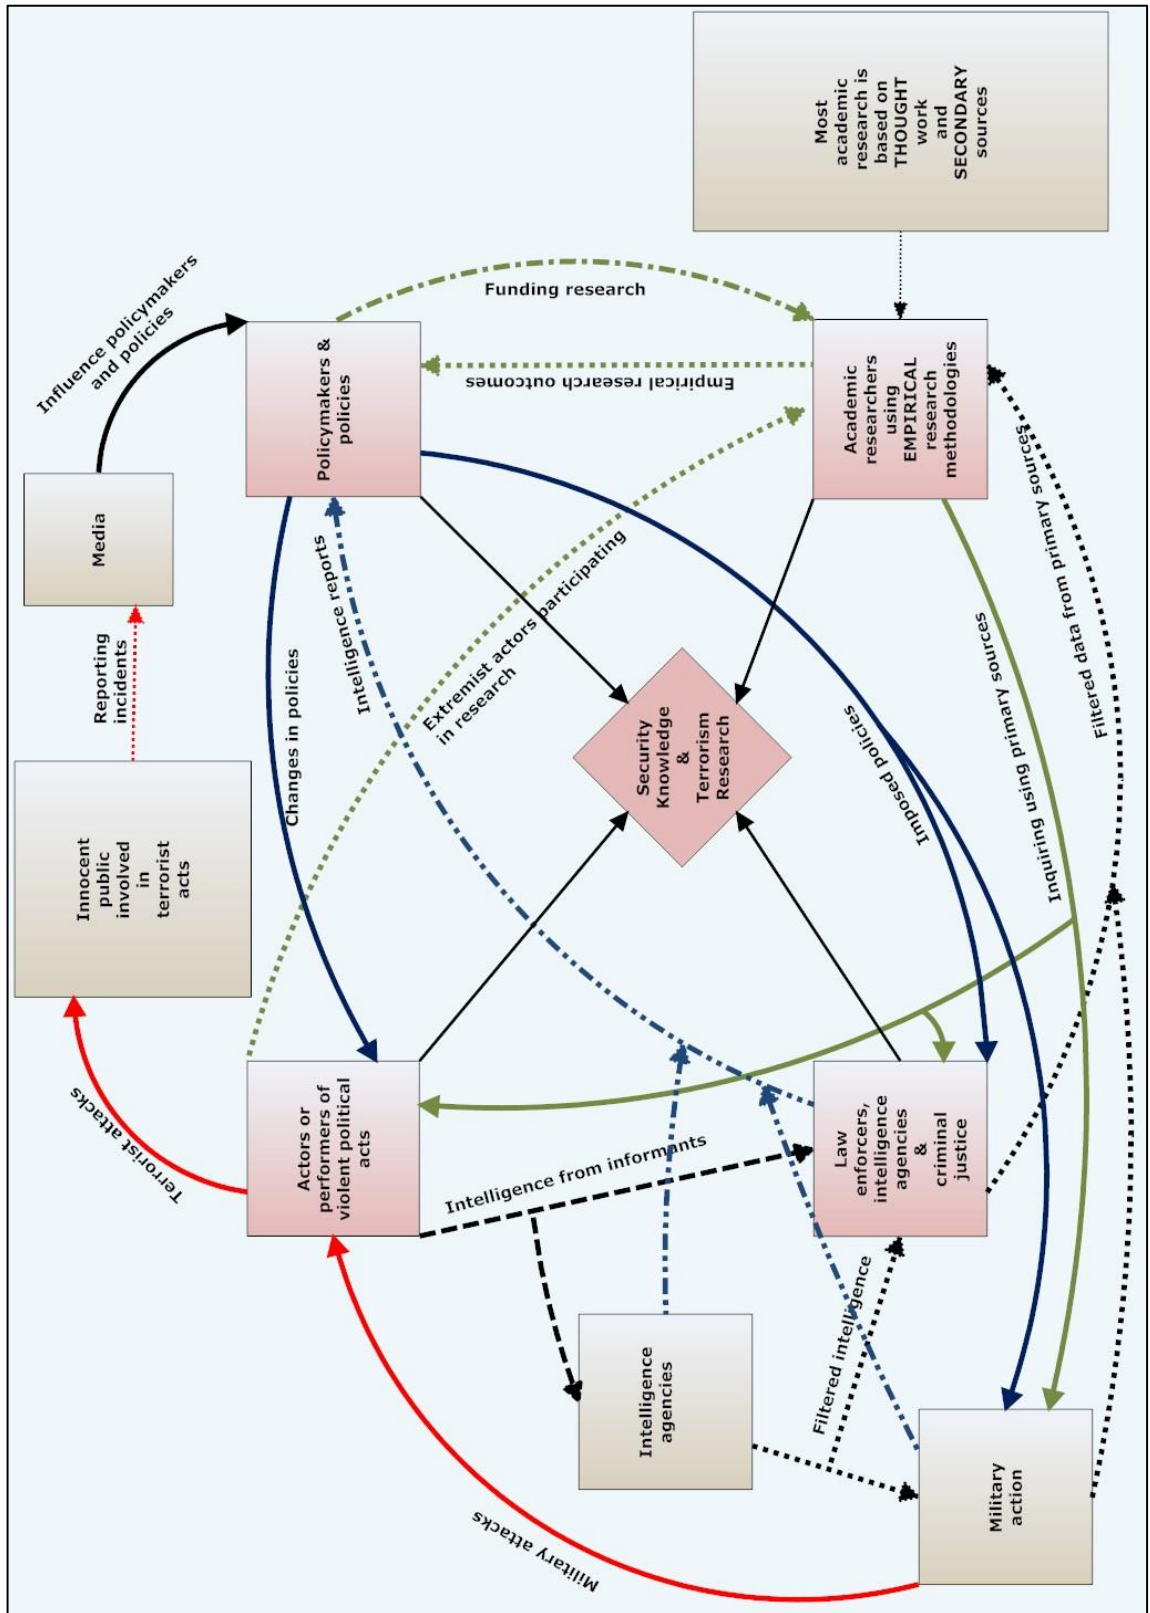 Most
academic
research is
based on
THOUGHT
work
and
SECONDARY
sources
Influence policymakers
and policies
Funding research
Policymakers &
policies
Empirical research outcomes
Academic
researchers
using
EMPIRICAL
research
methodologies
Media
Reporting
incidents
Intelligence reports
Extremist actors participating
in research
Filtered data from primary sources
Changes in policies
Innocent
public
involved
in
terrorist
acts
Security
Knowledge
&
Terrorism
Research
Imposed policies
Inquiring using primary sources
Terrorist attacks
Actors or
performers of
violent political
acts
Intelligence from informants
Law
enforcers,
intelligence
agencies
&
criminal
justice
Intelligence
agencies
Filtered intelligence
Military
action
Military attacks